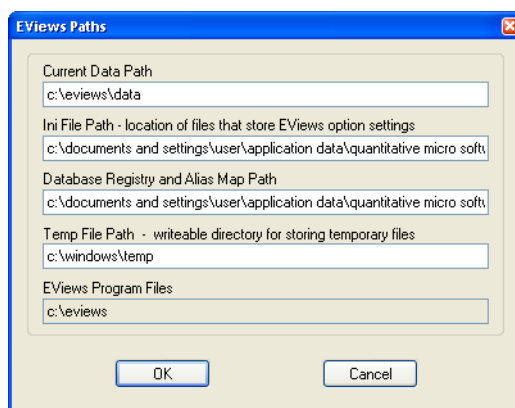 EViews Paths
Current Data Path
c:\eviews\data
Ini File Path - location of files that store EViews option settings
c:\documents and settings\user\application data\quantitative micro soft
Database Registry and Alias Map Path
c:\documents and settings\user\application data\quantitative micro soft
Temp File Path - writeable directory for storing temporary files
c:\windows\temp
EViews Program Files
c:\eviews
OK
Cancel